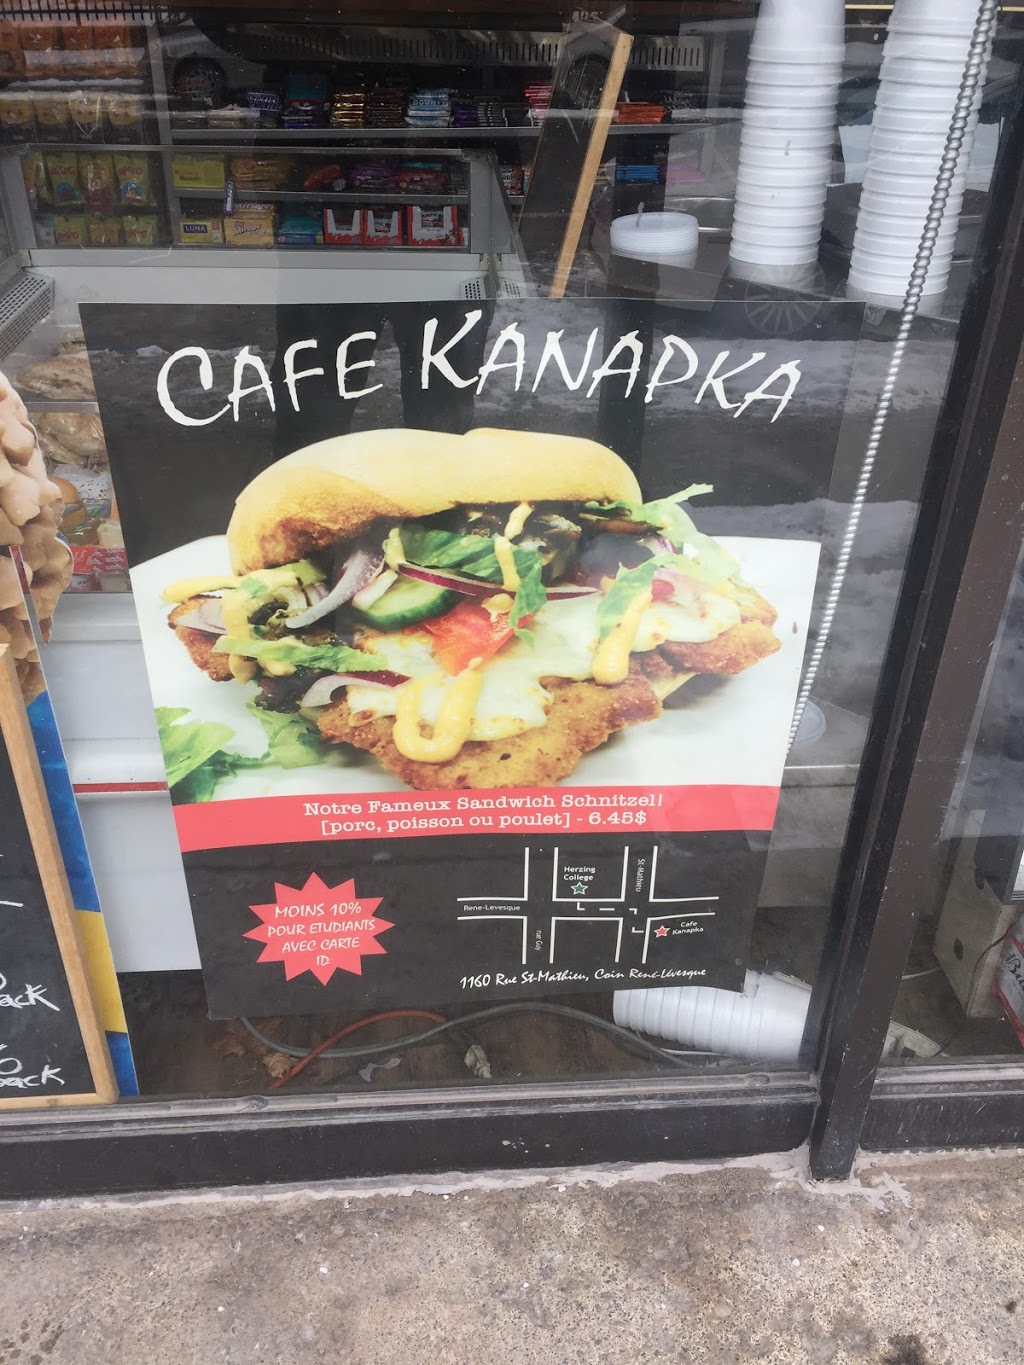 CAFE KANAPKA
Notre Fameux Sandwich Schnitzel!
[porc, poisson ou poulet] - 6.45$
MOINS 10%
POUR ETUDIANTS
AVEC CARTE
ID
Herzing
College
St-Mathieu
Rene-Levesque
rue Guy
Cafe
Kanapka
1160 Rue St-Mathieu, Coin René-Lévesque
LUNA
BOUNTY